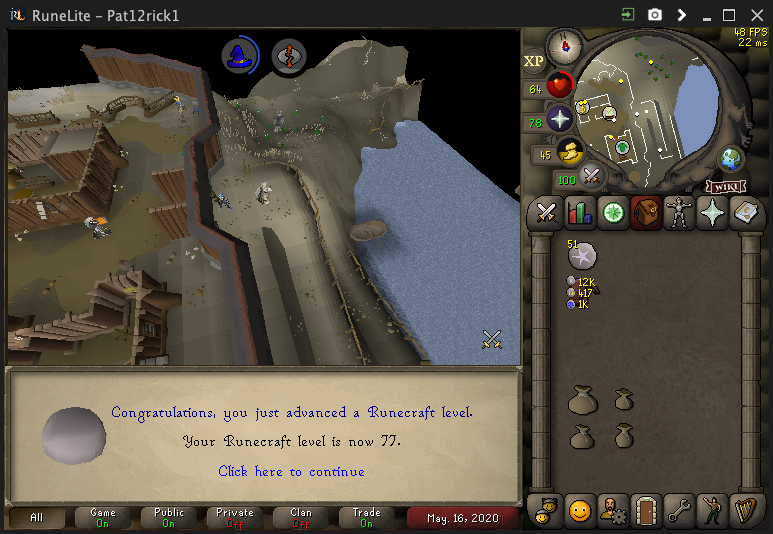 RuneLite - Pat12rick1
48 FPS
22 ms
XP
64
78
45
100
WIKI
51
12K
417
1K
Congratulations, you just advanced a Runecraft level.
Your Runecraft level is now 77.
Click here to continue
All
Game
On
Public
On
Private
Off
Clan
Off
Trade
On
May. 16, 2020